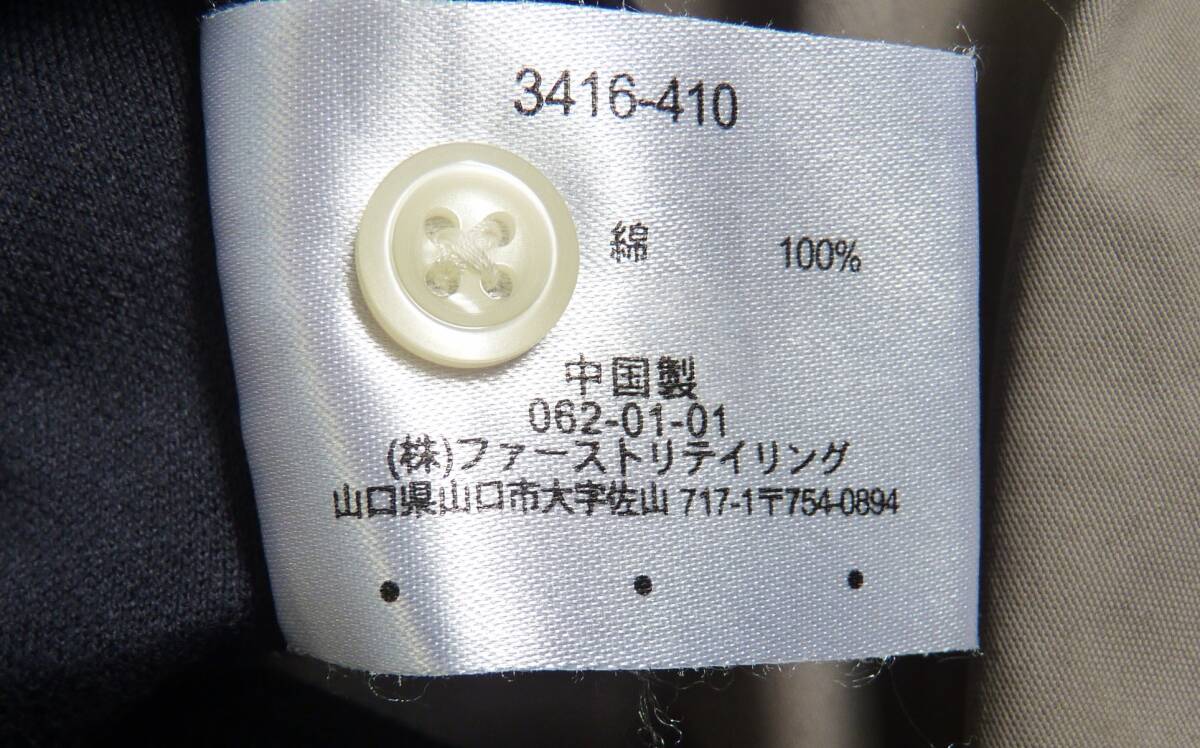 3416-410
綿 100%
中国製
062-01-01
(株)ファーストリテイリング
山口県山口市大字佐山 717-1〒754-0894